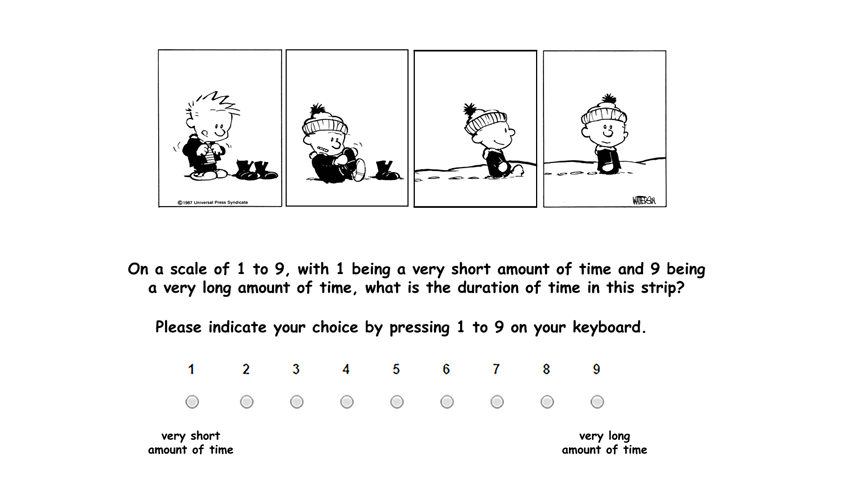 ©1987 Universal Press Syndicate
WATTERSON
On a scale of 1 to 9, with 1 being a very short amount of time and 9 being
a very long amount of time, what is the duration of time in this strip?
Please indicate your choice by pressing 1 to 9 on your keyboard.
1 2 3 4 5 6 7 8 9
very short very long
amount of time amount of time